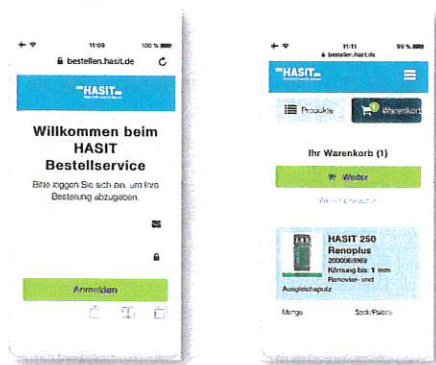 11:09 100 %
bestellen.hasit.de
HASIT
Willkommen beim
HASIT
Bestellservice
Bitte loggen Sie sich ein, um Ihre
Bestellung abzugeben.
Anmelden
11:11 99 %
bestellen.hasit.de
HASIT
Produkte
1
Warenkorb
Ihr Warenkorb (1)
Weiter
HASIT 250
Renoplus
Körnung bis: 1 mm
Renovier- und
Ausgleichsputz
Menge Sack/Palette